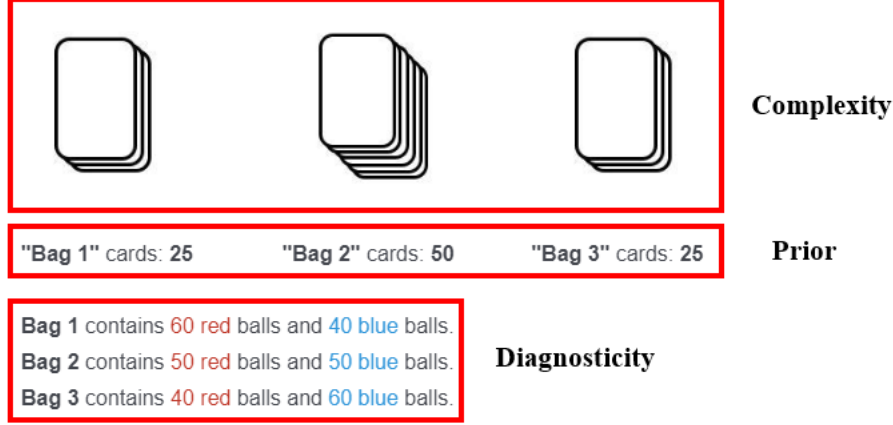 Complexity
"Bag 1" cards: 25 "Bag 2" cards: 50 "Bag 3" cards: 25 Prior
Bag 1 contains 60 red balls and 40 blue balls.
Bag 2 contains 50 red balls and 50 blue balls.
Diagnosticity
Bag 3 contains 40 red balls and 60 blue balls.